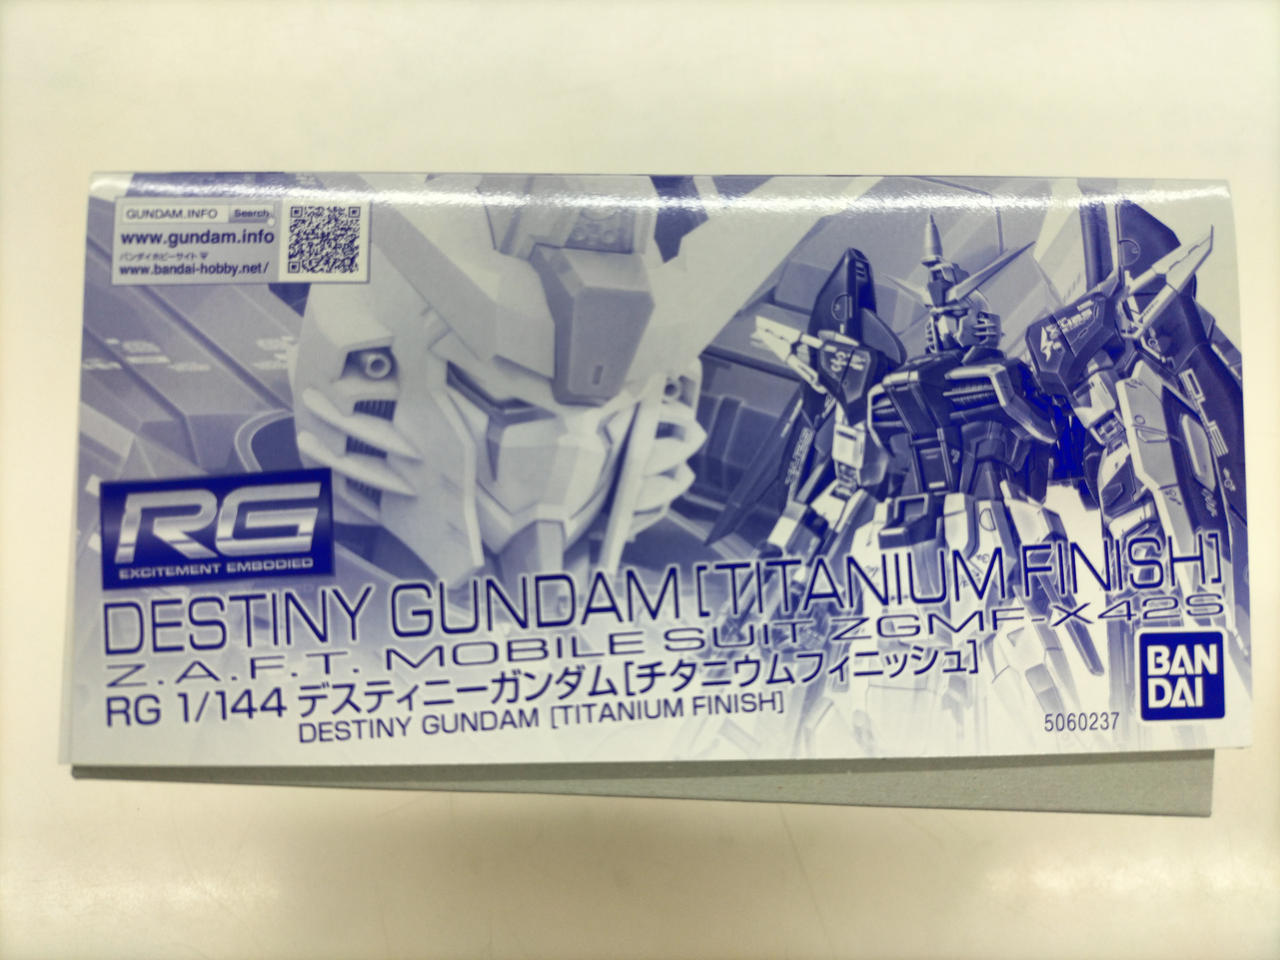 GUNDAM.INFO Search
www.gundam.info
バンダイホビーサイト
www.bandai-hobby.net/
RG
EXCITEMENT EMBODIED
DESTINY GUNDAM [TITANIUM FINISH]
Z.A.F.T. MOBILE SUIT ZGMF-X42S
RG 1/144 デスティニーガンダム[チタニウムフィニッシュ]
DESTINY GUNDAM [TITANIUM FINISH]
5060237
BAN
DAI